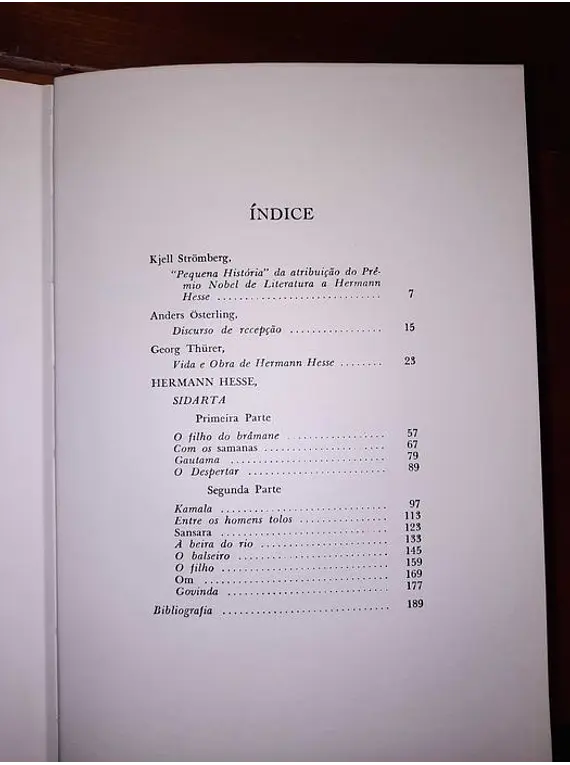 ÍNDICE
Kjell Strömberg,
"Pequena História" da atribuição do Prê-
mio Nobel de Literatura a Hermann
Hesse .............................. 7
Anders Österling,
Discurso de recepção ................. 15
Georg Thürer,
Vida e Obra de Hermann Hesse ........ 23
HERMANN HESSE,
SIDARTA
Primeira Parte
O filho do brâmane .................. 57
Com os samanas ...................... 67
Gautama ............................ 79
O Despertar ......................... 89
Segunda Parte
Kamala .............................. 97
Entre os homens tolos ................ 113
Sansara ............................. 123
À beira do rio ........................ 133
O balseiro ........................... 145
O filho .............................. 159
Om ................................. 169
Govinda ............................. 177
Bibliografia ............................. 189